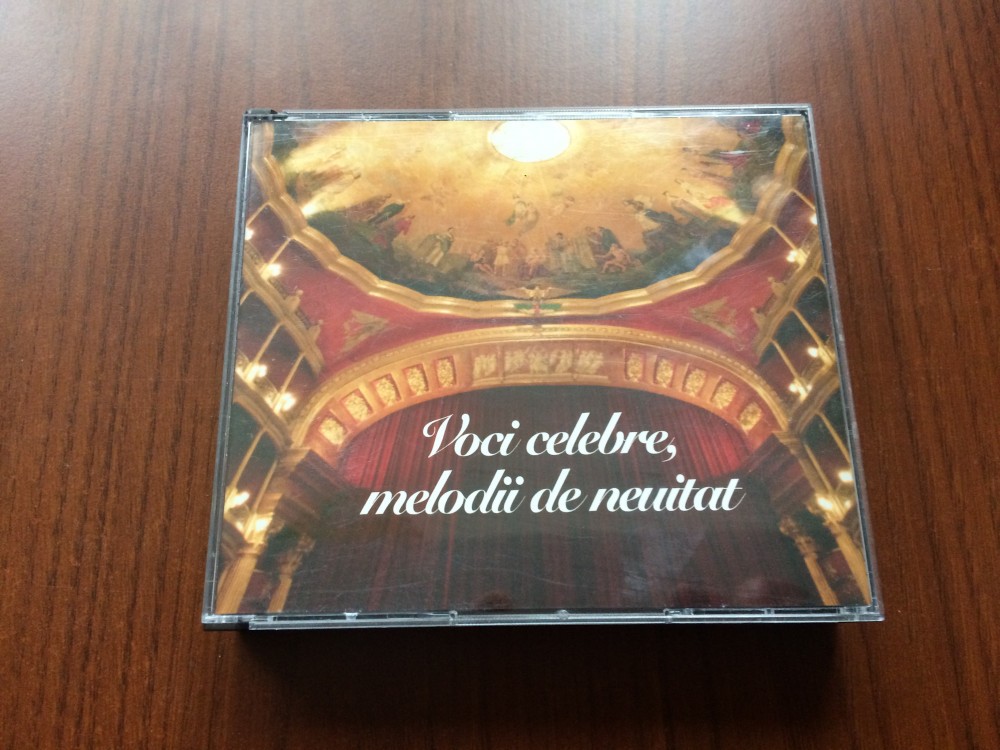 Voci celebre,
melodii de neuitat